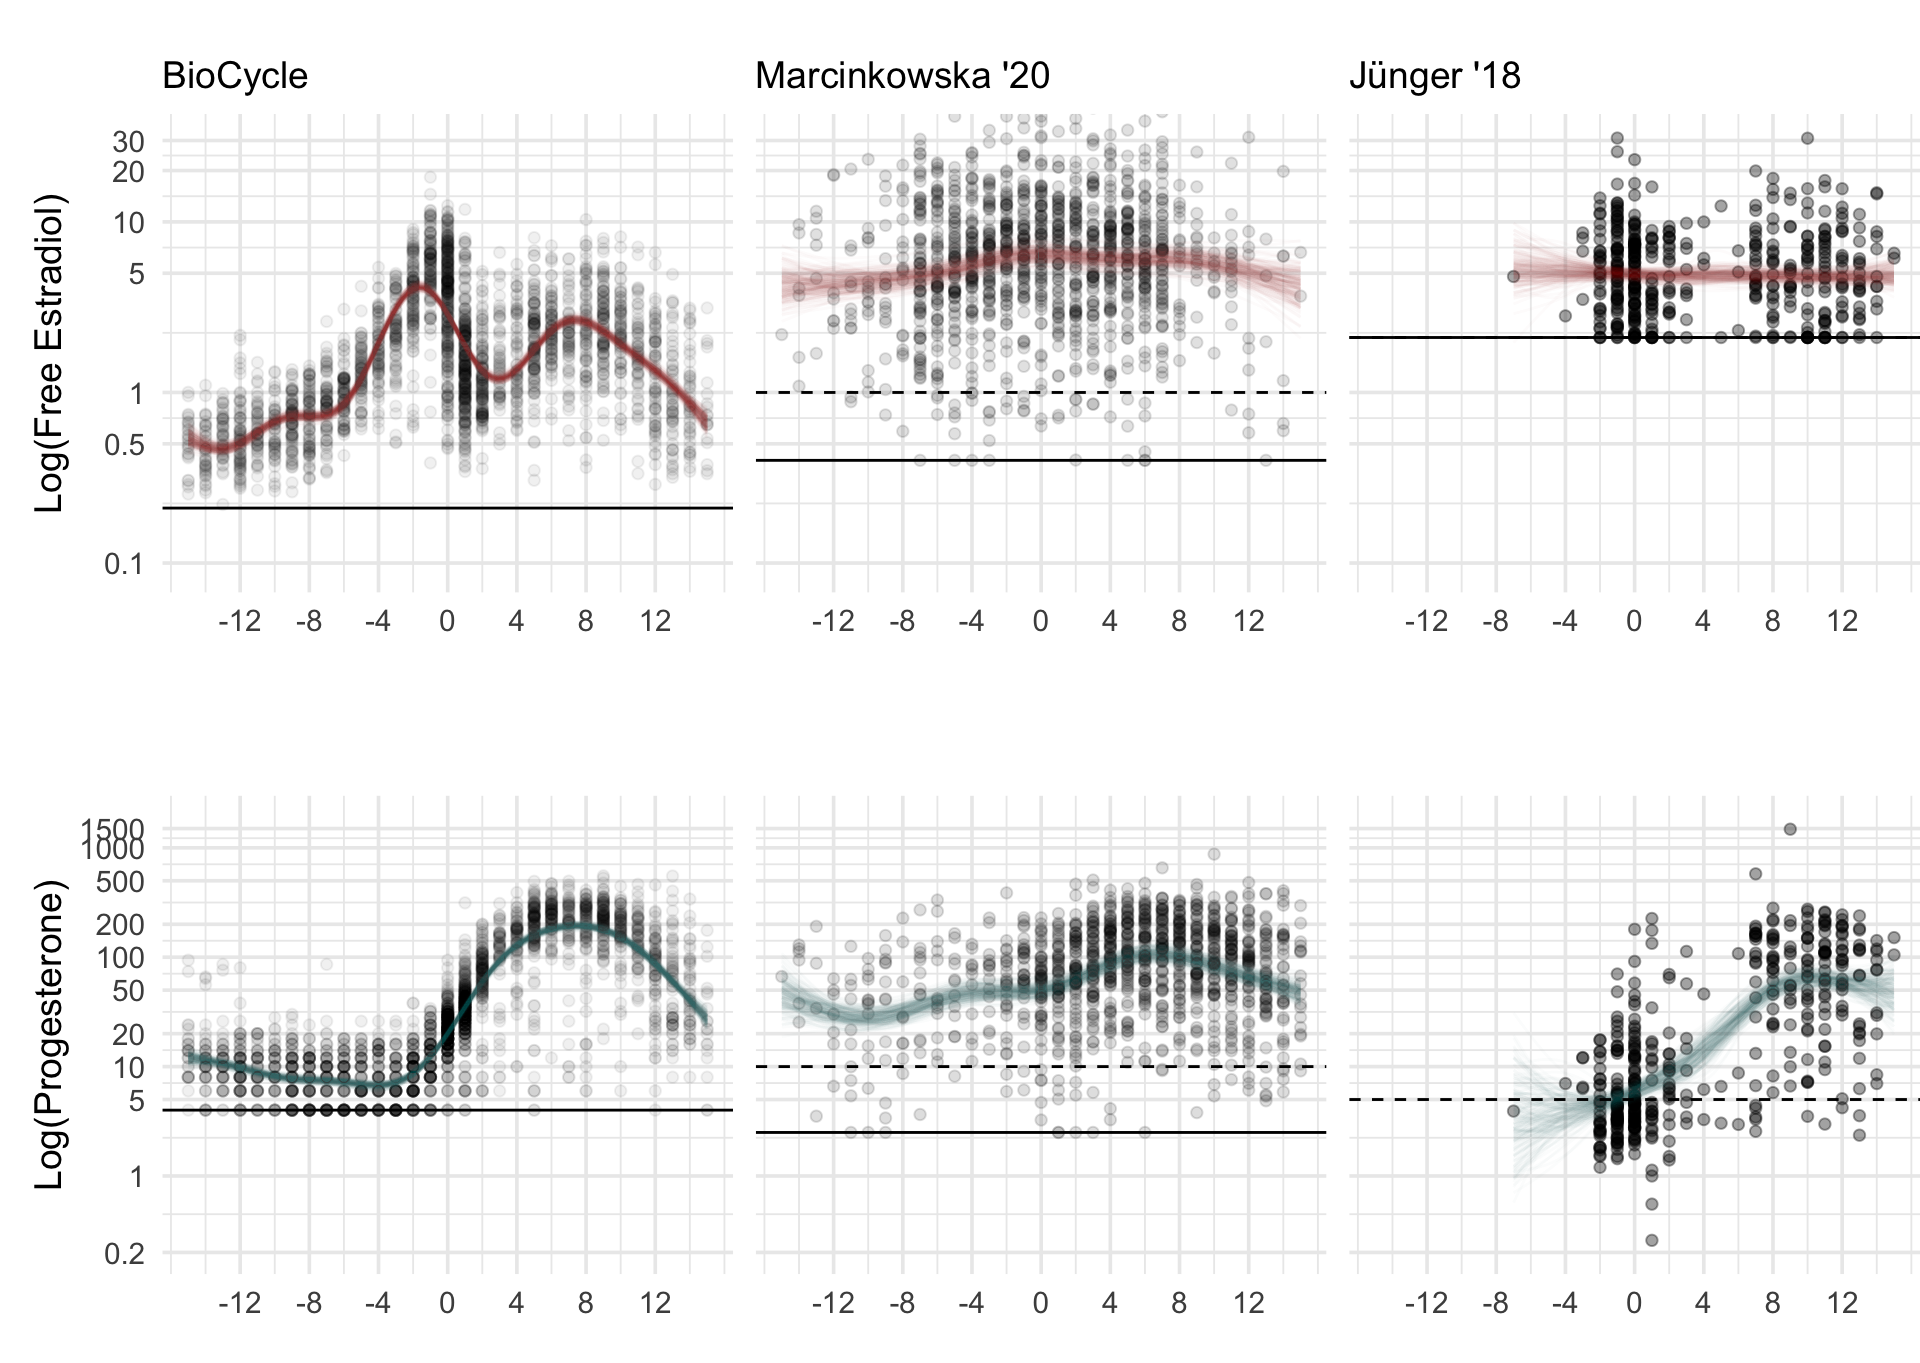 BioCycle
Marcinkowska '20
Jünger '18
Log(Free Estradiol)
30
20
10
5
1
0.5
0.1
-12 -8 -4 0 4 8 12
-12 -8 -4 0 4 8 12
-12 -8 -4 0 4 8 12
Log(Progesterone)
1500
1000
500
200
100
50
20
10
5
1
0.2
-12 -8 -4 0 4 8 12
-12 -8 -4 0 4 8 12
-12 -8 -4 0 4 8 12